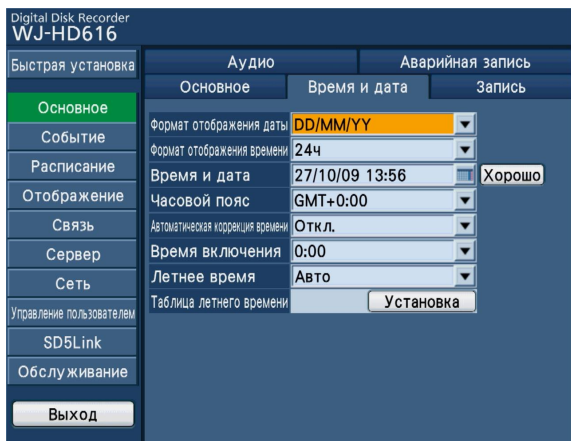 Digital Disk Recorder
WJ-HD616
Быстрая установка
Основное
Событие
Расписание
Отображение
Связь
Сервер
Сеть
Управление пользователем
SD5Link
Обслуживание
Выход
Аудио
Аварийная запись
Основное
Время и дата
Запись
Формат отображения даты DD/MM/YY
Формат отображения времени 24ч
Время и дата 27/10/09 13:56 Хорошо
Часовой пояс GMT+0:00
Автоматическая коррекция времени Откл.
Время включения 0:00
Летнее время Авто
Таблица летнего времени Установка